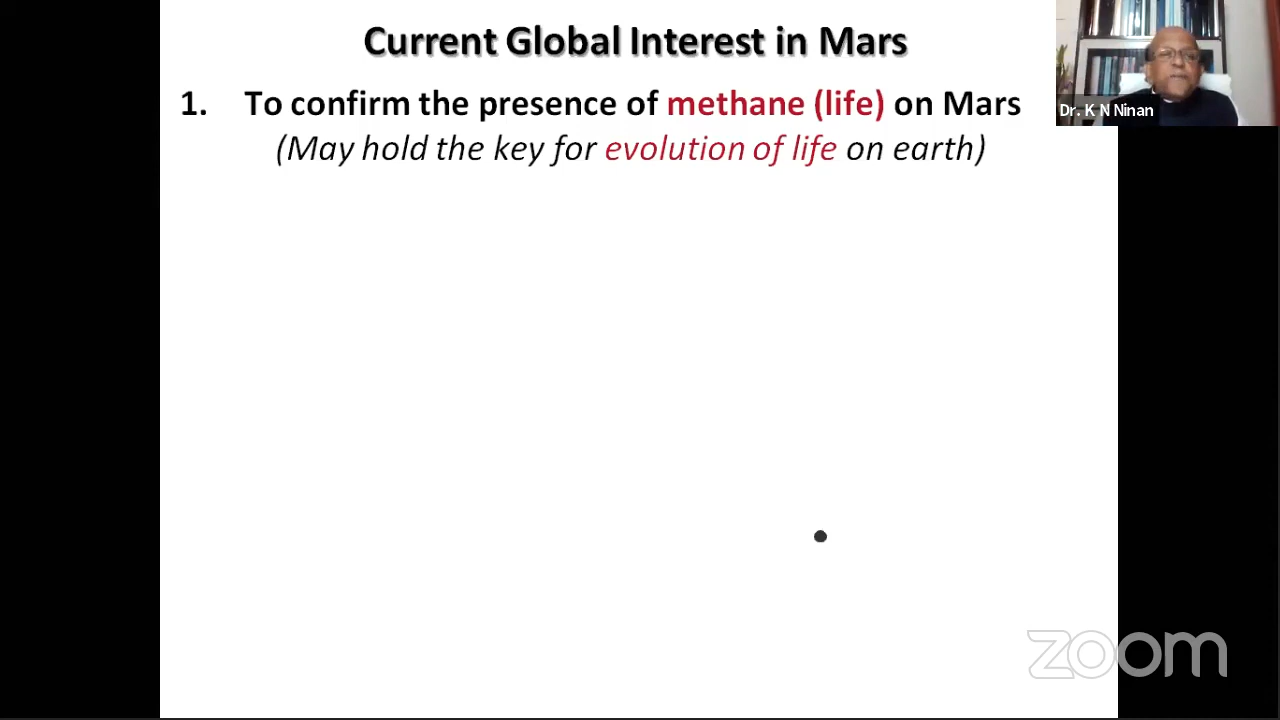 Current Global Interest in Mars
1. To confirm the presence of methane (life) on Mars
(May hold the key for evolution of life on earth)
Dr. K N Ninan
zoom